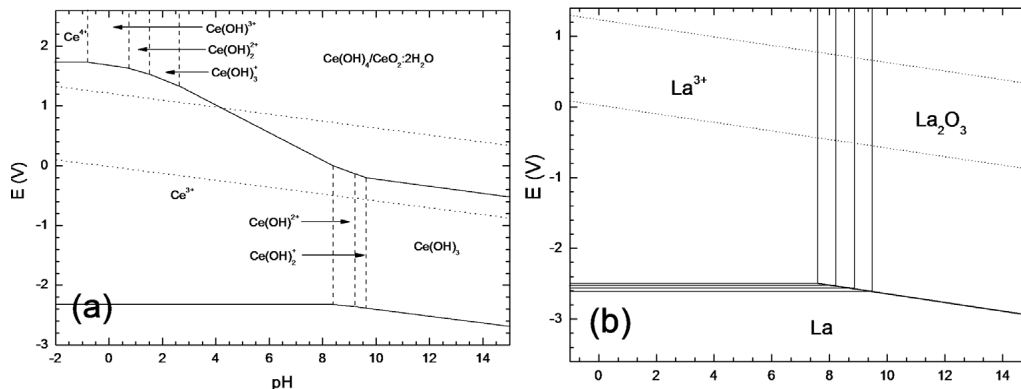 2
1
0
-1
-2
-3
E (V)
Ce⁴⁺
Ce(OH)³⁺
Ce(OH)₂²⁺
Ce(OH)₃⁺
Ce(OH)₄/CeO₂:2H₂O
Ce³⁺
Ce(OH)²⁺
Ce(OH)₂⁺
Ce(OH)₃
(a)
-2 0 2 4 6 8 10 12 14
pH
1
0
-1
-2
-3
E (V)
La³⁺
La₂O₃
(b)
La
0 2 4 6 8 10 12 14